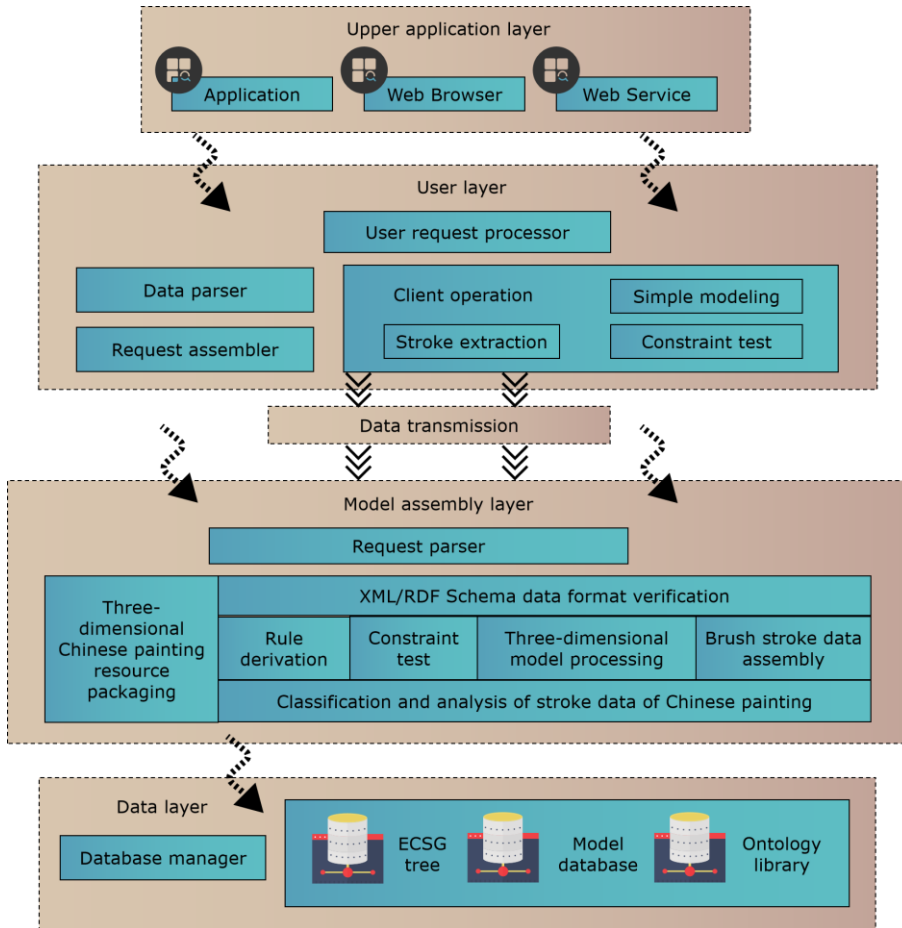 Upper application layer
Application
Web Browser
Web Service
User layer
User request processor
Data parser
Client operation
Simple modeling
Request assembler
Stroke extraction
Constraint test
Data transmission
Model assembly layer
Request parser
Three-
dimensional
Chinese painting
resource
packaging
XML/RDF Schema data format verification
Rule
derivation
Constraint
test
Three-dimensional
model processing
Brush stroke data
assembly
Classification and analysis of stroke data of Chinese painting
Data layer
Database manager
ECSG
tree
Model
database
Ontology
library